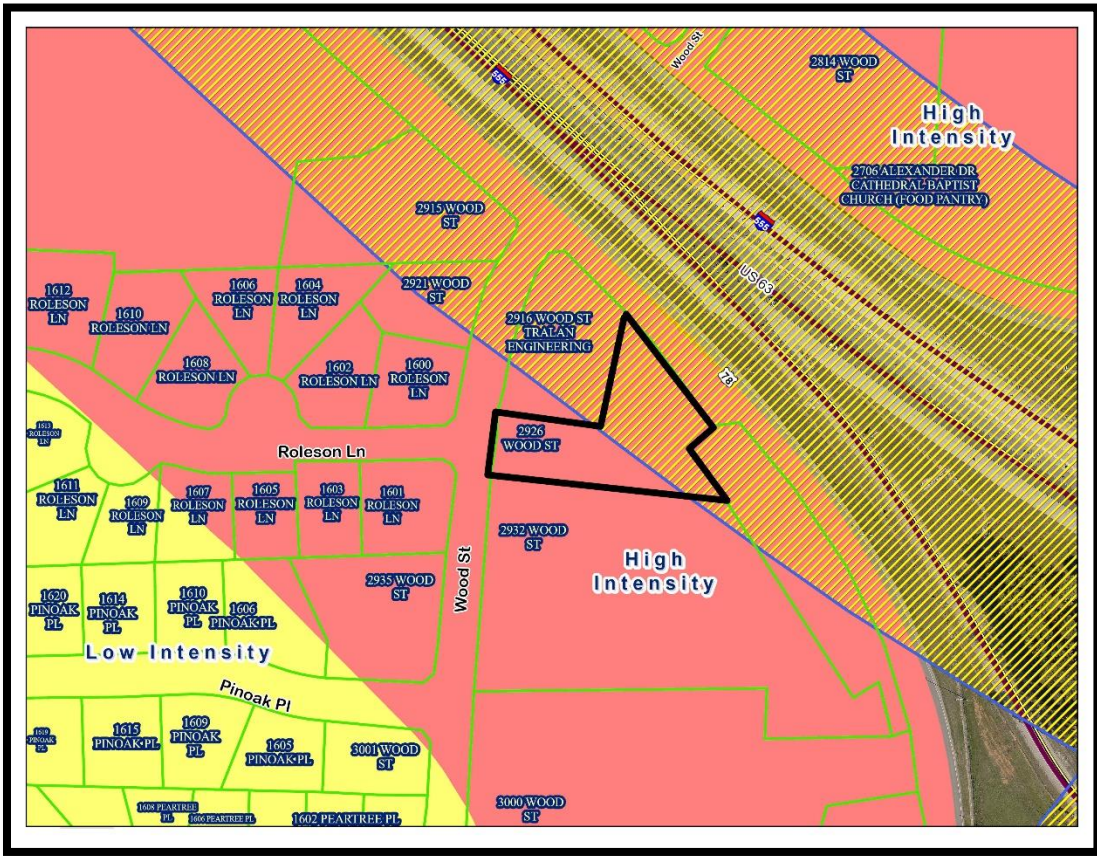 Wood St
2814 WOOD
ST
High
Intensity
555
2706 ALEXANDER DR
CATHEDRAL BAPTIST
CHURCH (FOOD PANTRY)
2915 WOOD
ST
555
US 63
2921 WOOD
ST
1606
ROLESON
LN
1604
ROLESON
LN
1612
ROLESON
LN
1610
ROLESON LN
2916 WOOD ST
TRALAN
ENGINEERING
1608
ROLESON LN
1602
ROLESON LN
1600
ROLESON
LN
78
1613
ROLESON
LN
2926
WOOD ST
Roleson Ln
1611
ROLESON
LN
1609
ROLESON
LN
1607
ROLESON
LN
1605
ROLESON
LN
1603
ROLESON
LN
1601
ROLESON
LN
2932 WOOD
ST
High
Intensity
2935 WOOD
ST
Wood St
1620
PINOAK
PL
1614
PINOAK
PL
1610
PINOAK
PL
1606
PINOAK PL
Low Intensity
Pinoak Pl
1619
PINOAK
PL
1615
PINOAK PL
1609
PINOAK
PL
1605
PINOAK PL
3001 WOOD
ST
1608 PEARTREE
PL
1606 PEARTREE PL
1602 PEARTREE PL
3000 WOOD
ST